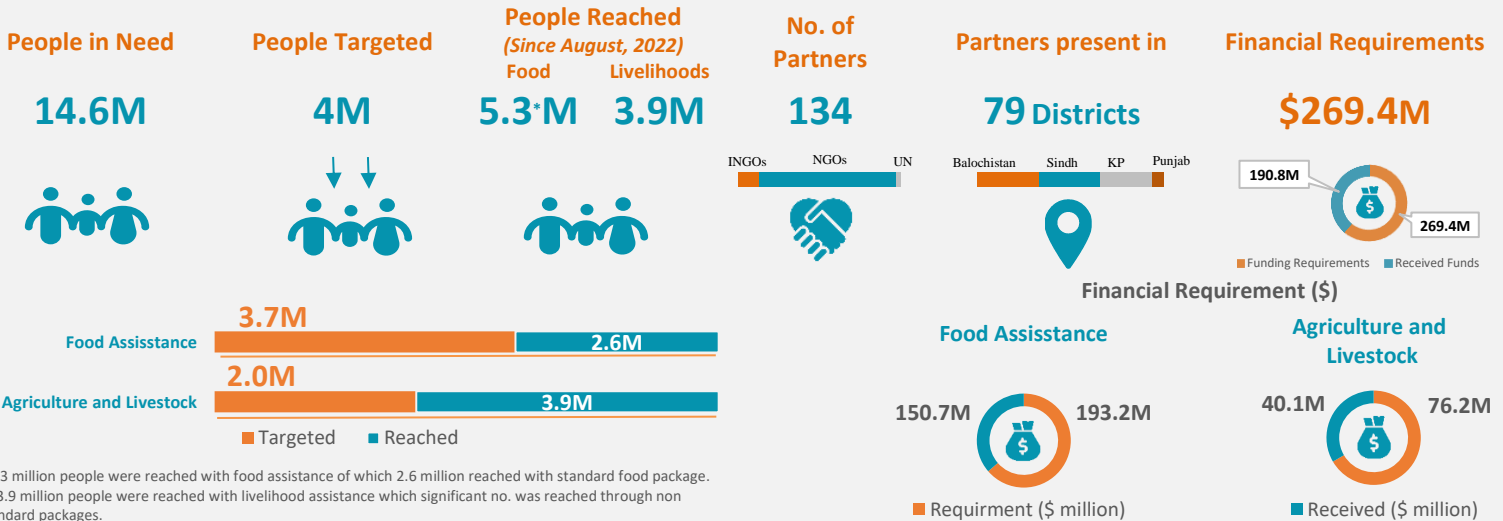 People in Need
14.6M
People Targeted
4M
People Reached
(Since August, 2022)
Food Livelihoods
5.3*M 3.9M
No. of
Partners
134
INGOs NGOs UN
Partners present in
79 Districts
Balochistan Sindh KP Punjab
Financial Requirements
$269.4M
190.8M
$
269.4M
Funding Requirements Received Funds
3.7M
Food Assisstance 2.6M
2.0M
Agriculture and Livestock 3.9M
Targeted Reached
3 million people were reached with food assistance of which 2.6 million reached with standard food package.
3.9 million people were reached with livelihood assistance which significant no. was reached through non
ndard packages.
Financial Requirement ($)
Food Assisstance
150.7M $ 193.2M
Requirment ($ million)
Agriculture and
Livestock
40.1M $ 76.2M
Received ($ million)